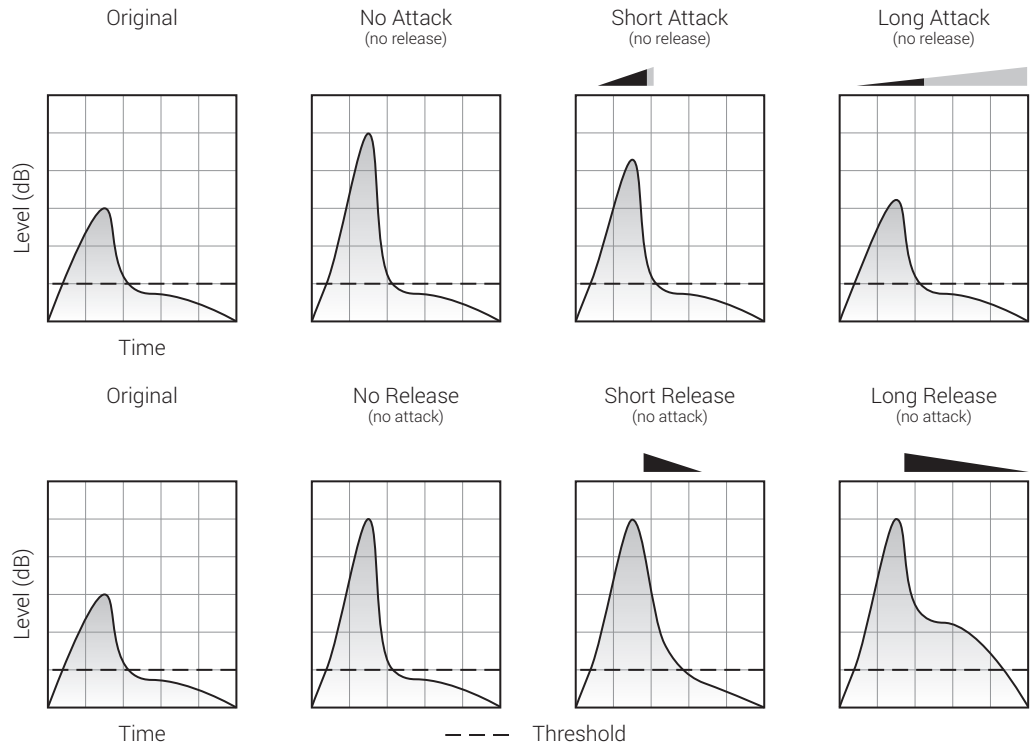 Original
No Attack
(no release)
Short Attack
(no release)
Long Attack
(no release)
Level (dB)
Time
Original
No Release
(no attack)
Short Release
(no attack)
Long Release
(no attack)
Level (dB)
Time
Threshold